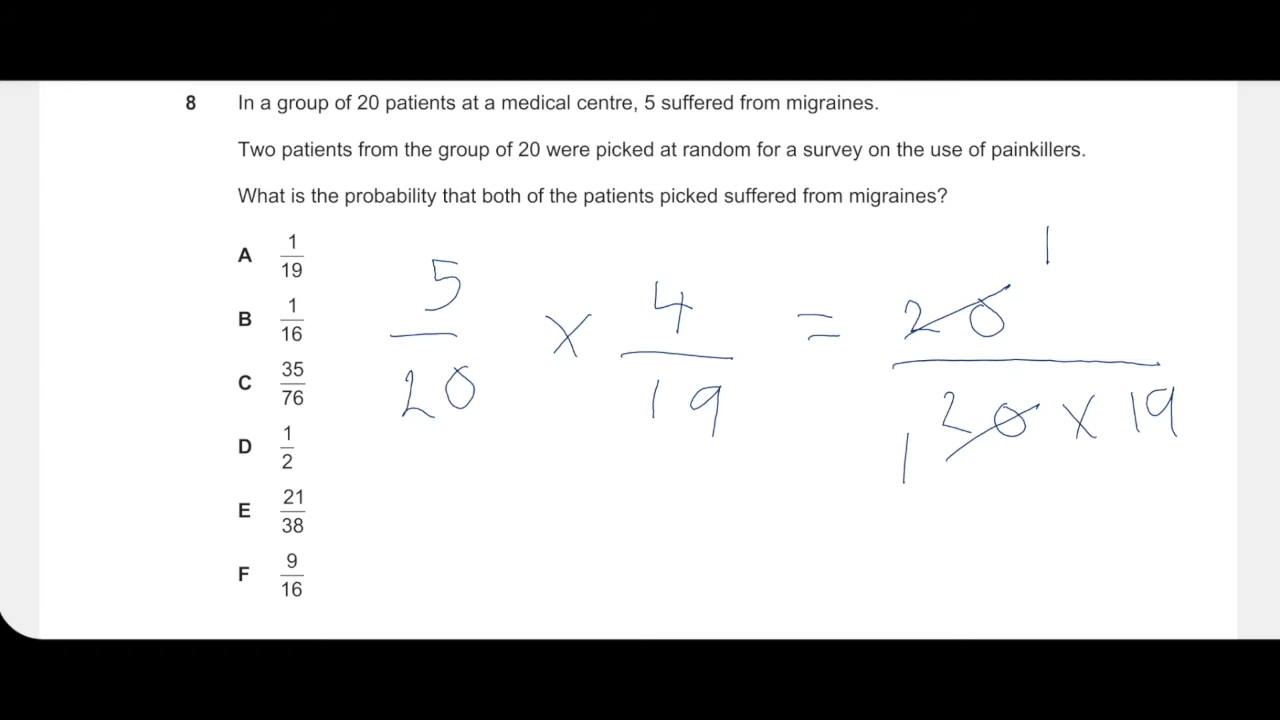 8 In a group of 20 patients at a medical centre, 5 suffered from migraines.
Two patients from the group of 20 were picked at random for a survey on the use of painkillers.
What is the probability that both of the patients picked suffered from migraines?
A 1/19
B 1/16
C 35/76
D 1/2
E 21/38
F 9/16
5/20 X 4/19 = 20/20 X 19
1
1